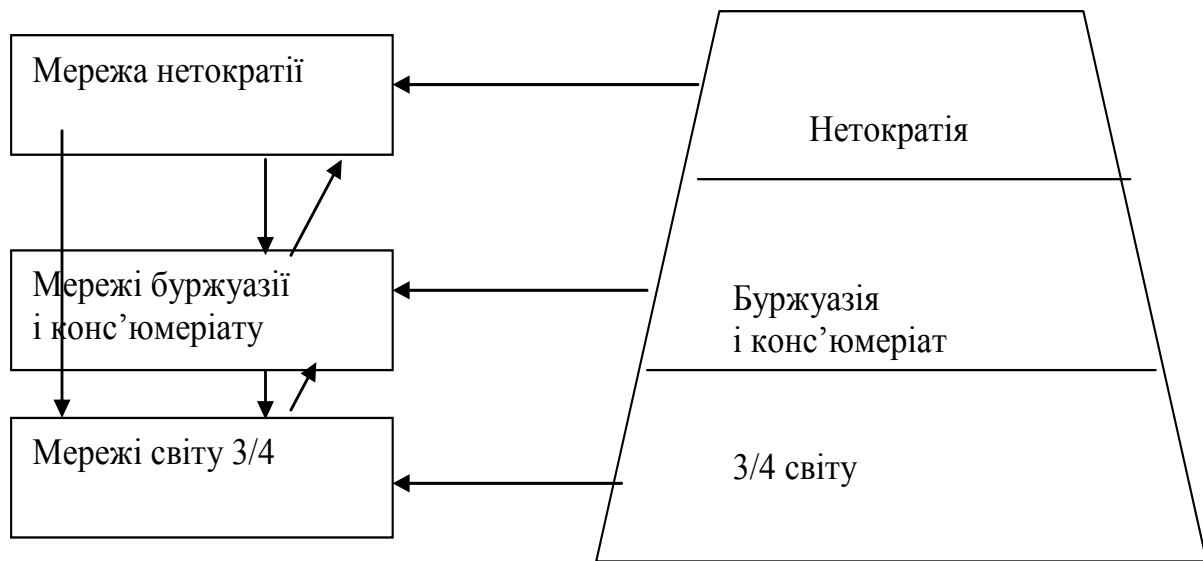 Мережа нетократії
Мережі буржуазії
і конс’юмеріату
Мережі світу 3/4
Нетократія
Буржуазія
і конс’юмеріат
3/4 світу